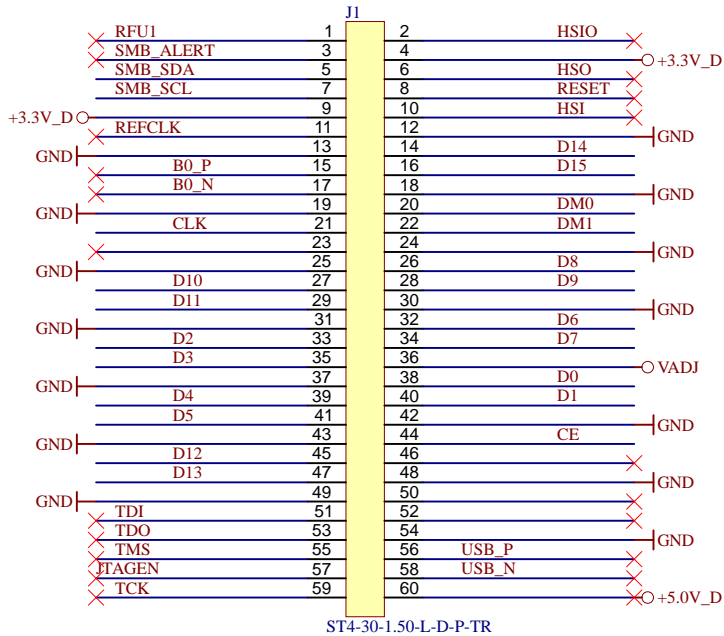 J1
RFU1 1 2 HSIO
SMB_ALERT 3 4 +3.3V_D
SMB_SDA 5 6 HSO
SMB_SCL 7 8 RESET
+3.3V_D 9 10 HSI
REFCLK 11 12 GND
GND 13 14 D14
B0_P 15 16 D15
B0_N 17 18 GND
GND 19 20 DM0
CLK 21 22 DM1
23 24 GND
GND 25 26 D8
D10 27 28 D9
D11 29 30 GND
GND 31 32 D6
D2 33 34 D7
D3 35 36 VADJ
GND 37 38 D0
D4 39 40 D1
D5 41 42 GND
GND 43 44 CE
D12 45 46
D13 47 48 GND
GND 49 50
TDI 51 52
TDO 53 54 GND
TMS 55 56 USB_P
JTAGEN 57 58 USB_N
TCK 59 60 +5.0V_D
ST4-30-1.50-L-D-P-TR